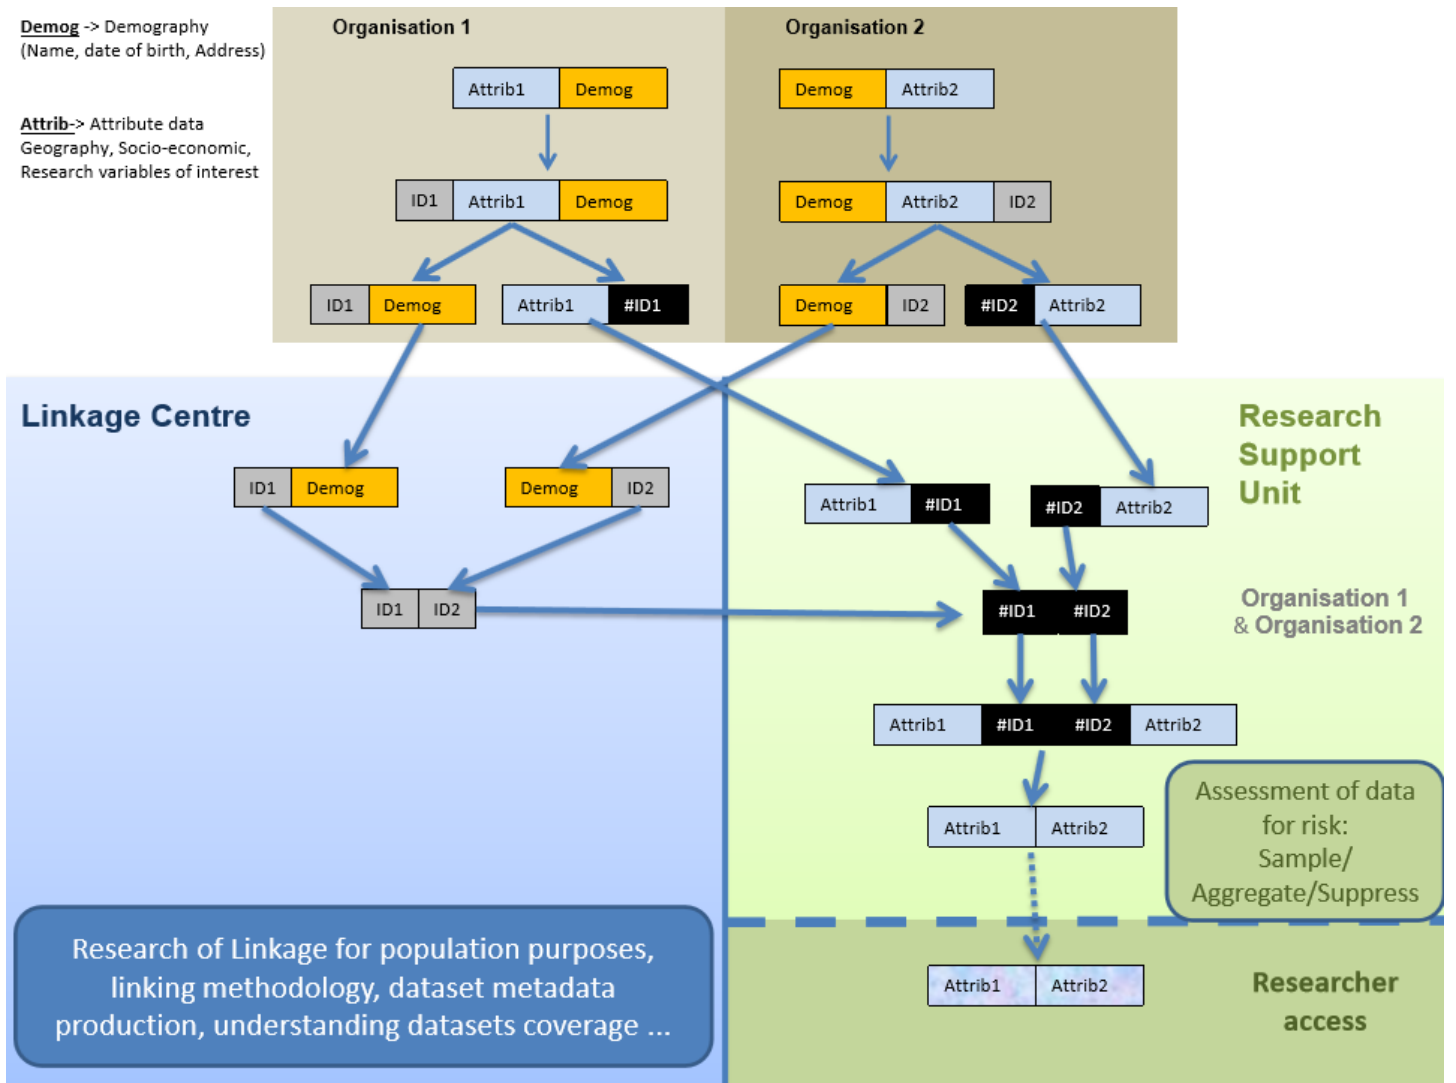 Demog -> Demography
(Name, date of birth, Address)
Attrib-> Attribute data
Geography, Socio-economic,
Research variables of interest
Organisation 1
Organisation 2
Attrib1 Demog
Demog Attrib2
ID1 Attrib1 Demog
Demog Attrib2 ID2
ID1 Demog
Attrib1 #ID1
Demog ID2
#ID2 Attrib2
Linkage Centre
ID1 Demog
Demog ID2
ID1 ID2
Research of Linkage for population purposes,
linking methodology, dataset metadata
production, understanding datasets coverage ...
Research
Support
Unit
Attrib1 #ID1
#ID2 Attrib2
#ID1 #ID2
Organisation 1
& Organisation 2
Attrib1 #ID1 #ID2 Attrib2
Attrib1 Attrib2
Assessment of data
for risk:
Sample/
Aggregate/Suppress
Attrib1 Attrib2
Researcher
access